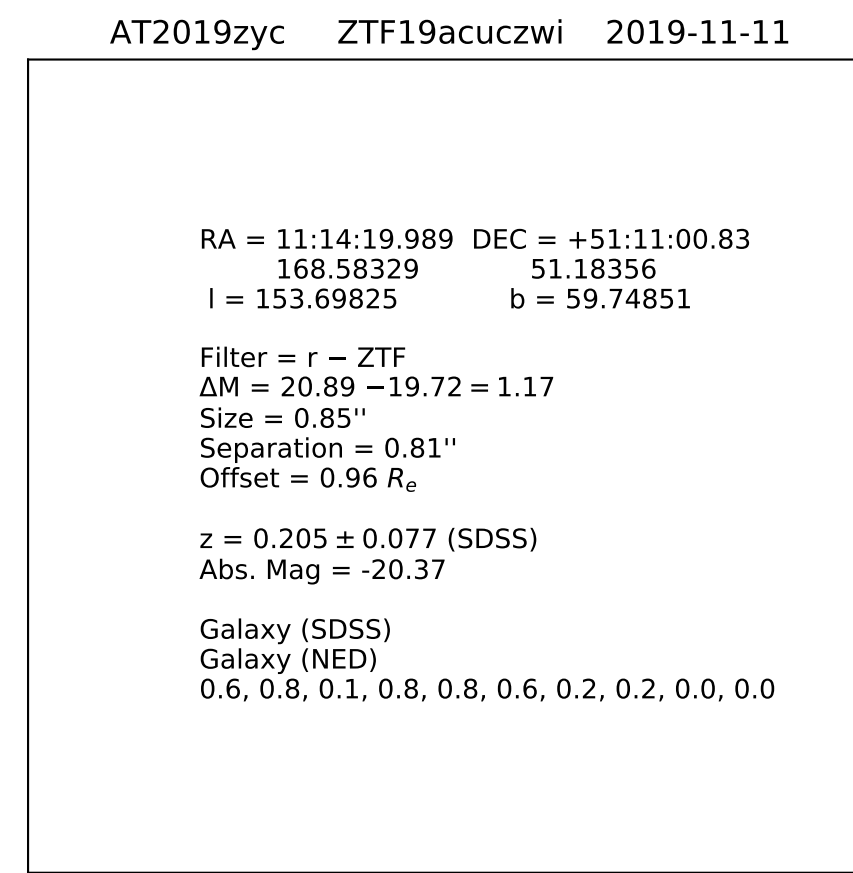 AT2019zyc ZTF19acuczwi 2019-11-11
RA = 11:14:19.989 DEC = +51:11:00.83
168.58329 51.18356
l = 153.69825 b = 59.74851
Filter = r − ZTF
ΔM = 20.89 −19.72 = 1.17
Size = 0.85''
Separation = 0.81''
Offset = 0.96 Rₑ
z = 0.205 ± 0.077 (SDSS)
Abs. Mag = -20.37
Galaxy (SDSS)
Galaxy (NED)
0.6, 0.8, 0.1, 0.8, 0.8, 0.6, 0.2, 0.2, 0.0, 0.0